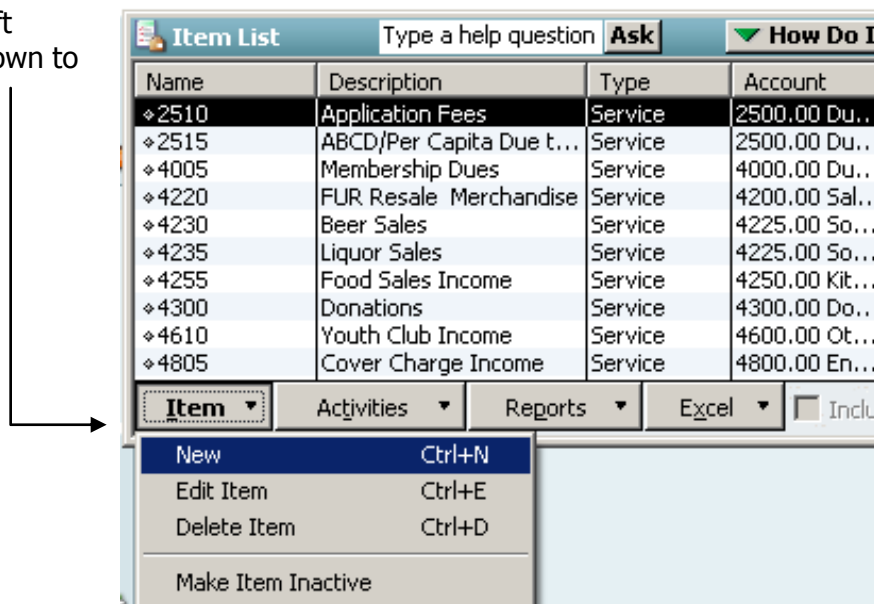 ft
own to
Item List Type a help question Ask How Do I
Name Description Type Account
2510 Application Fees Service 2500.00 Du...
2515 ABCD/Per Capita Due t... Service 2500.00 Du...
4005 Membership Dues Service 4000.00 Du...
4220 FUR Resale Merchandise Service 4200.00 Sal...
4230 Beer Sales Service 4225.00 So...
4235 Liquor Sales Service 4225.00 So...
4255 Food Sales Income Service 4250.00 Kit...
4300 Donations Service 4300.00 Do...
4610 Youth Club Income Service 4600.00 Ot...
4805 Cover Charge Income Service 4800.00 En...
Item Activities Reports Excel Inclu
New Ctrl+N
Edit Item Ctrl+E
Delete Item Ctrl+D
Make Item Inactive